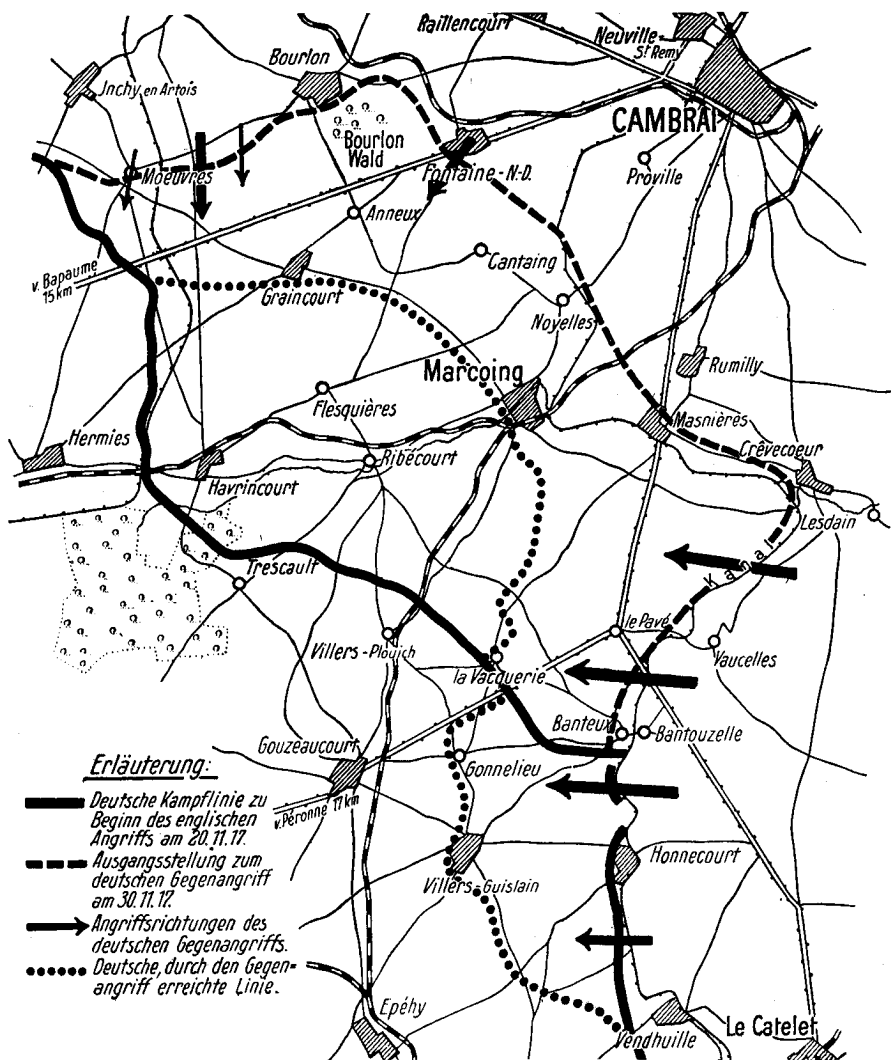 Raillencourt
Neuville-
St Remy
Bourlon
Jnchy en Artois
CAMBRAI
Bourlon
Wald
Moeuvres
Fontaine-N-D.
Proville
Anneux
Cantaing
v. Bapaume
15 km
Graincourt
Noyelles
Marcoing
Rumilly
Flesquières
Masnières
Hermies
Crêvecoeur
Ribécourt
Havrincourt
Lesdain
Kanal
Trescault
le Pavé
Villers-Plouich
Vaucelles
la Vacquerie
Banteux
Bantouzelle
Gouzeaucourt
Gonnelieu
v. Péronne 17 km
Honnecourt
Villers-Guislain
Epéhy
Le Catelet
Vendhuille
Erläuterung:
Deutsche Kampflinie zu
Beginn des englischen
Angriffs am 20.11.17.
Ausgangsstellung zum
deutschen Gegenangriff
am 30.11.17.
Angriffsrichtungen des
deutschen Gegenangriffs.
Deutsche, durch den Gegen=
angriff erreichte Linie.